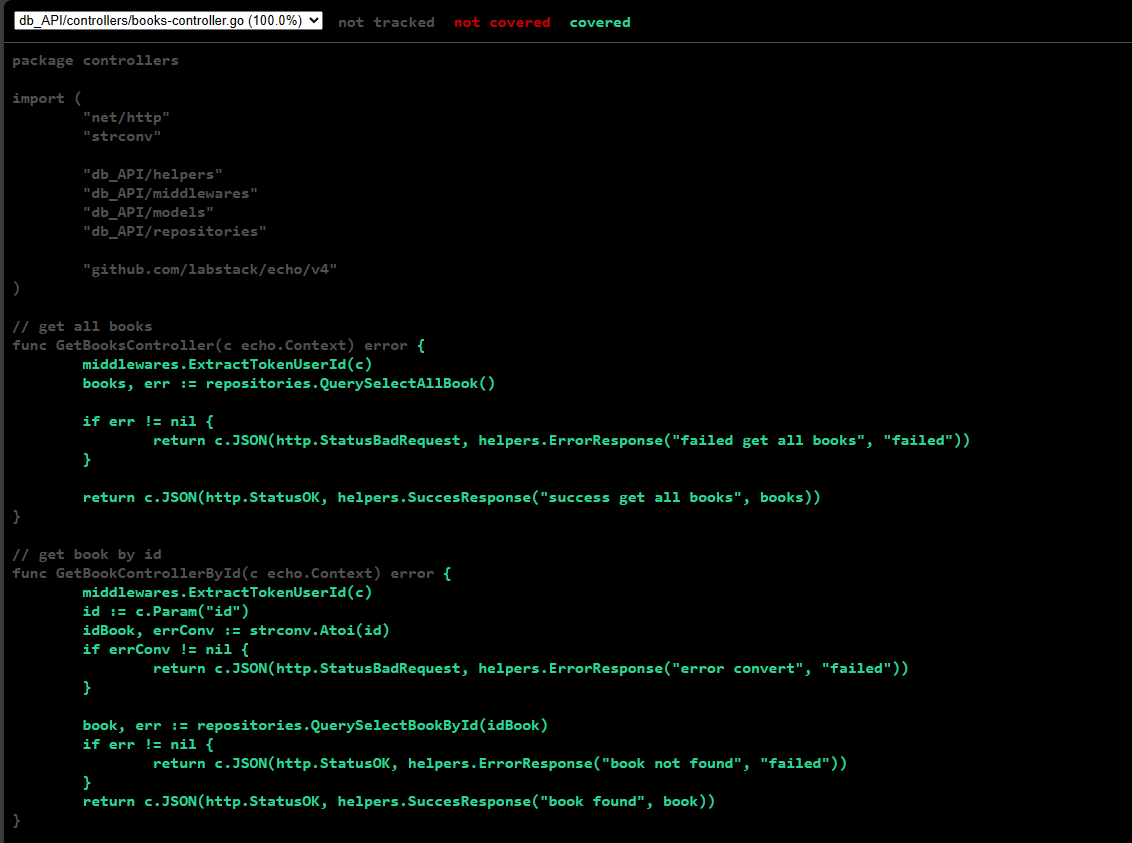 db_API/controllers/books-controller.go (100.0%) not tracked not covered covered
package controllers
import (
"net/http"
"strconv"
"db_API/helpers"
"db_API/middlewares"
"db_API/models"
"db_API/repositories"
"github.com/labstack/echo/v4"
)
// get all books
func GetBooksController(c echo.Context) error {
middlewares.ExtractTokenUserId(c)
books, err := repositories.QuerySelectAllBook()
if err != nil {
return c.JSON(http.StatusBadRequest, helpers.ErrorResponse("failed get all books", "failed"))
}
return c.JSON(http.StatusOK, helpers.SuccesResponse("success get all books", books))
}
// get book by id
func GetBookControllerById(c echo.Context) error {
middlewares.ExtractTokenUserId(c)
id := c.Param("id")
idBook, errConv := strconv.Atoi(id)
if errConv != nil {
return c.JSON(http.StatusBadRequest, helpers.ErrorResponse("error convert", "failed"))
}
book, err := repositories.QuerySelectBookById(idBook)
if err != nil {
return c.JSON(http.StatusOK, helpers.ErrorResponse("book not found", "failed"))
}
return c.JSON(http.StatusOK, helpers.SuccesResponse("book found", book))
}